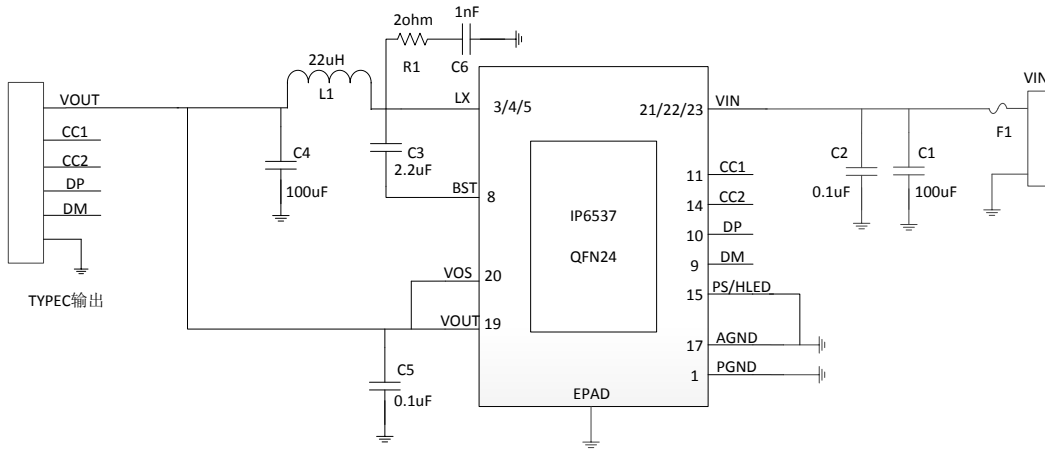 2ohm
1nF
R1
C6
22uH
L1
VOUT
LX
3/4/5
21/22/23
VIN
VIN
F1
CC1
CC2
DP
DM
C4
100uF
C3
2.2uF
BST
8
IP6537
QFN24
11
CC1
14
CC2
10
DP
9
DM
15
PS/HLED
C2
0.1uF
C1
100uF
TYPEC输出
VOS
20
VOUT
19
17
AGND
1
PGND
C5
0.1uF
EPAD